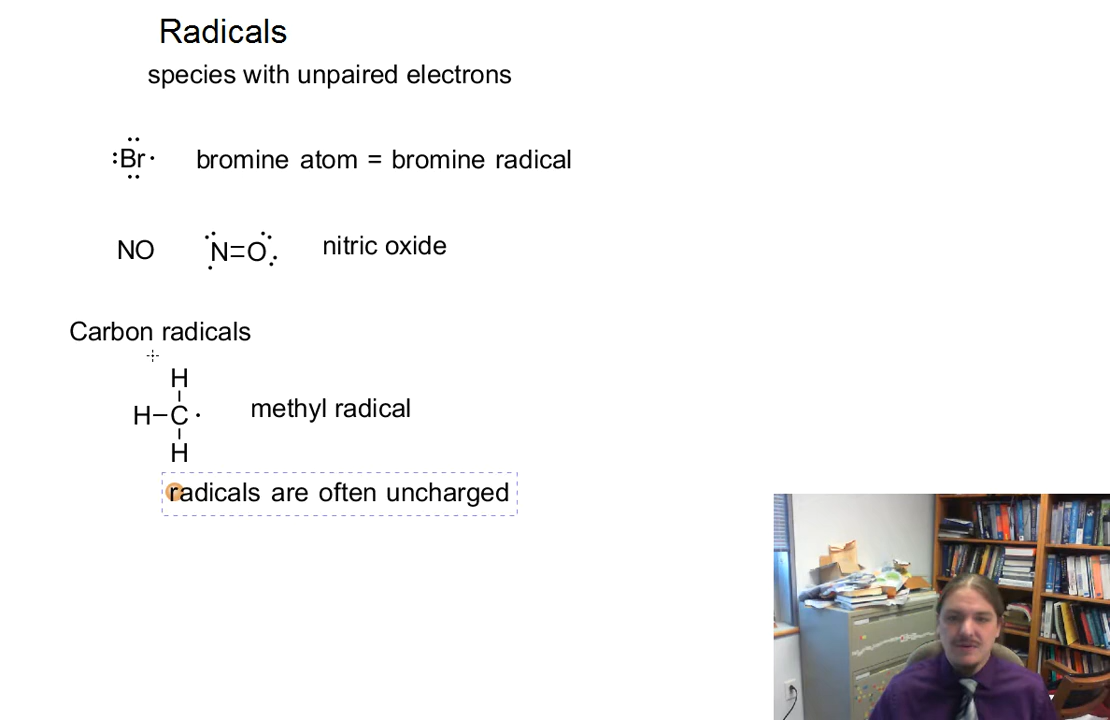 Radicals
species with unpaired electrons
:Br· bromine atom = bromine radical
NO N=O nitric oxide
Carbon radicals
H
H–C· methyl radical
H
radicals are often uncharged